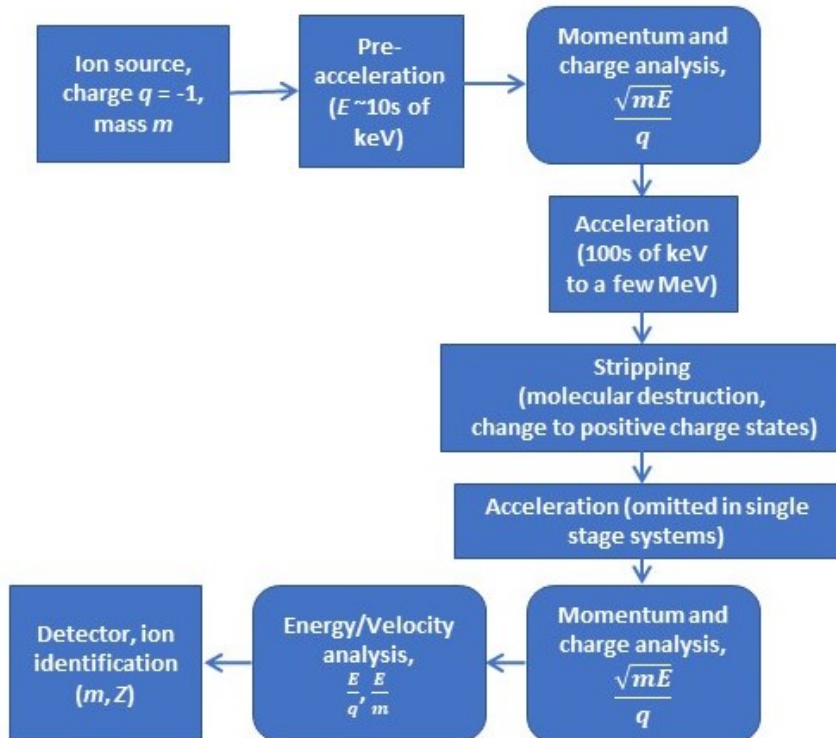 Ion source,
charge q = -1,
mass m
Pre-
acceleration
(E ~10s of
keV)
Momentum and
charge analysis,
√mE
q
Acceleration
(100s of keV
to a few MeV)
Stripping
(molecular destruction,
change to positive charge states)
Acceleration (omitted in single
stage systems)
Momentum and
charge analysis,
√mE
q
Energy/Velocity
analysis,
E/q, E/m
Detector, ion
identification
(m, Z)